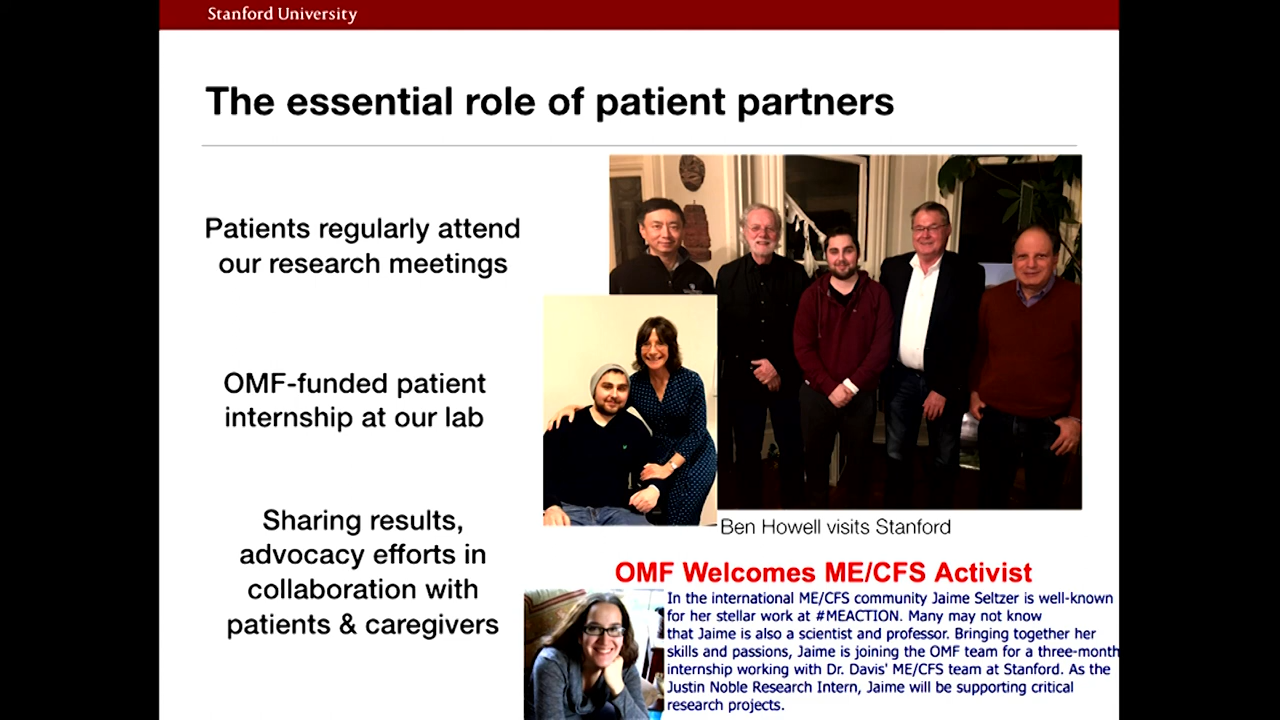 Stanford University
The essential role of patient partners
Patients regularly attend
our research meetings
OMF-funded patient
internship at our lab
Sharing results,
advocacy efforts in
collaboration with
patients & caregivers
Ben Howell visits Stanford
OMF Welcomes ME/CFS Activist
In the international ME/CFS community Jaime Seltzer is well-known
for her stellar work at #MEACTION. Many may not know
that Jaime is also a scientist and professor. Bringing together her
skills and passions, Jaime is joining the OMF team for a three-month
internship working with Dr. Davis' ME/CFS team at Stanford. As the
Justin Noble Research Intern, Jaime will be supporting critical
research projects.